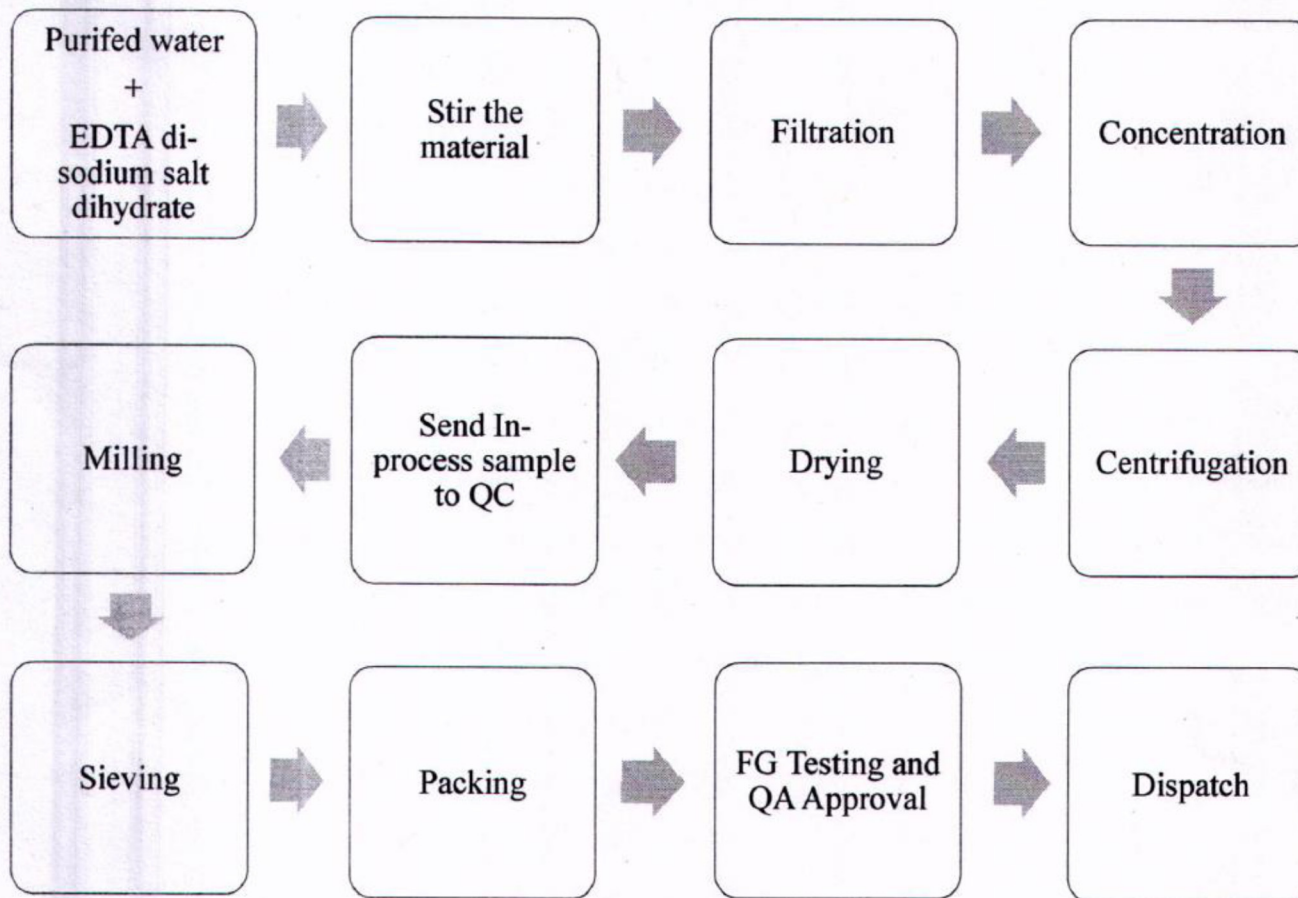 Purifed water
+
EDTA di-
sodium salt
dihydrate
Stir the
material
Filtration
Concentration
Centrifugation
Drying
Send In-
process sample
to QC
Milling
Sieving
Packing
FG Testing and
QA Approval
Dispatch